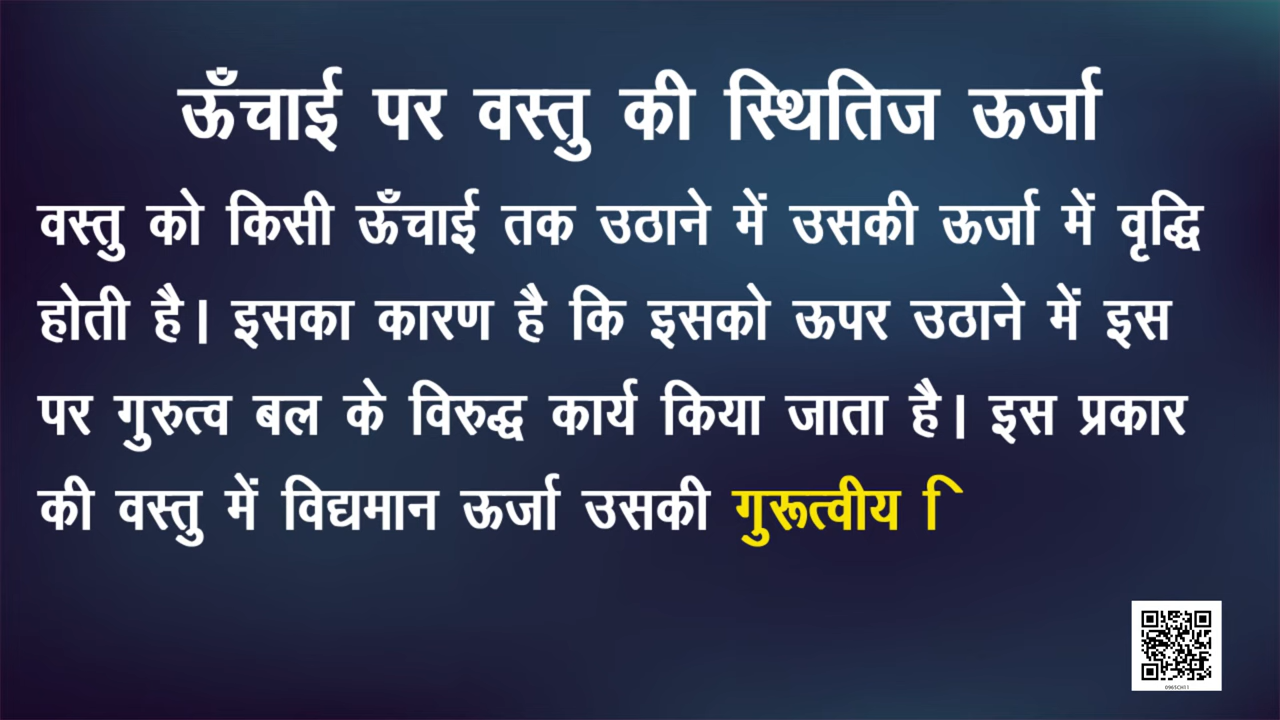 ऊँचाई पर वस्तु की स्थितिज ऊर्जा
वस्तु को किसी ऊँचाई तक उठाने में उसकी ऊर्जा में वृद्धि
होती है। इसका कारण है कि इसको ऊपर उठाने में इस
पर गुरुत्व बल के विरुद्ध कार्य किया जाता है। इस प्रकार
की वस्तु में विद्यमान ऊर्जा उसकी गुरूत्वीय ि
0965CH11